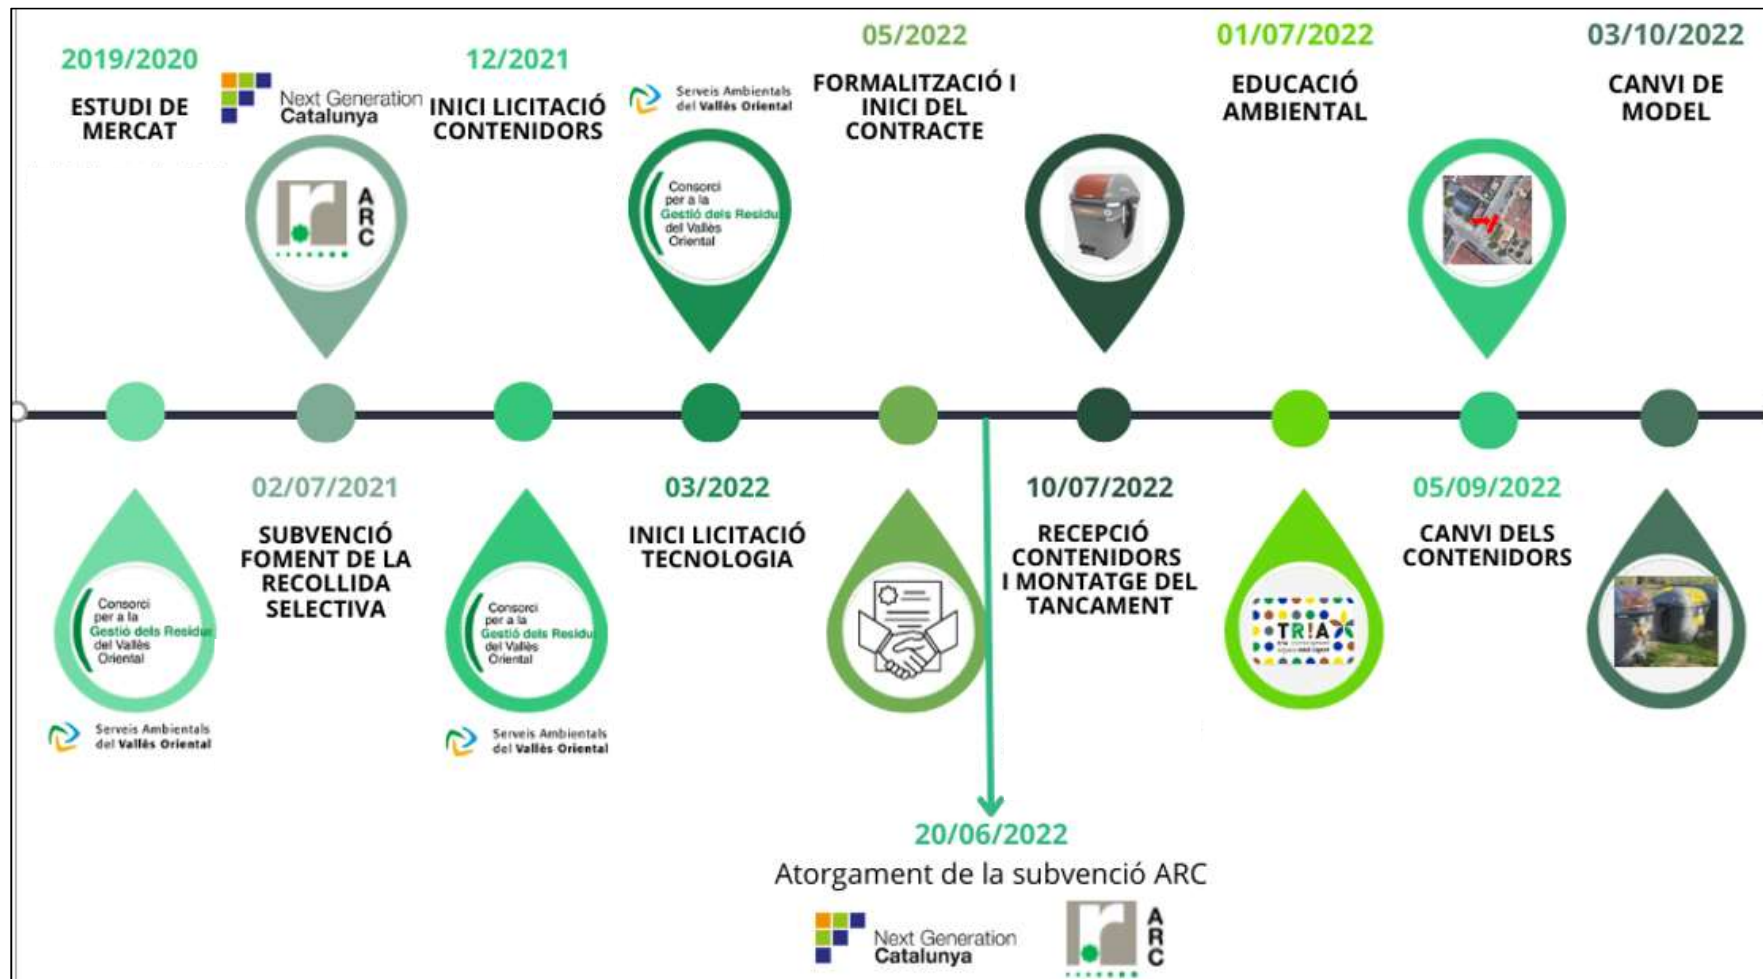 2019/2020
ESTUDI DE
MERCAT
Next Generation
Catalunya
ARC
12/2021
INICI LICITACIÓ
CONTENIDORS
Serveis Ambientals
del Vallès Oriental
Consorci
per a la
Gestió dels Residu
del Vallès
Oriental
05/2022
FORMALITZACIÓ I
INICI DEL
CONTRACTE
01/07/2022
EDUCACIÓ
AMBIENTAL
03/10/2022
CANVI DE
MODEL
Consorci
per a la
Gestió dels Residus
del Vallès
Oriental
Serveis Ambientals
del Vallès Oriental
02/07/2021
SUBVENCIÓ
FOMENT DE LA
RECOLLIDA
SELECTIVA
Consorci
per a la
Gestió dels Residu
del Vallès
Oriental
Serveis Ambientals
del Vallès Oriental
03/2022
INICI LICITACIÓ
TECNOLOGIA
10/07/2022
RECEPCIÓ
CONTENIDORS
I MONTATGE DEL
TANCAMENT
TR!A
05/09/2022
CANVI DELS
CONTENIDORS
20/06/2022
Atorgament de la subvenció ARC
Next Generation
Catalunya
ARC